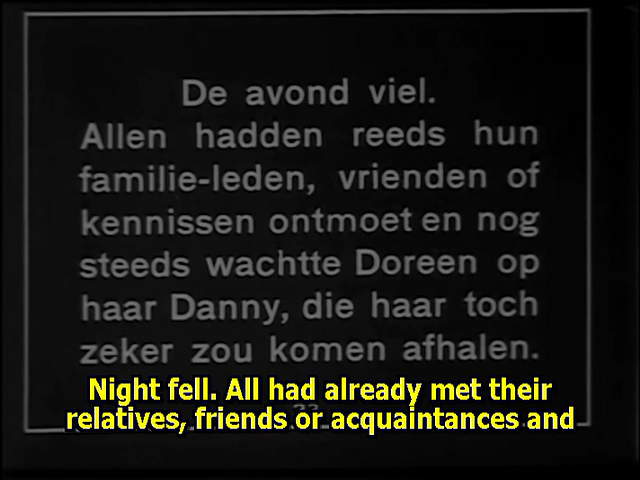 De avond viel.
Allen hadden reeds hun
familie-leden, vrienden of
kennissen ontmoet en nog
steeds wachtte Doreen op
haar Danny, die haar toch
zeker zou komen afhalen.
Night fell. All had already met their
relatives, friends or acquaintances and